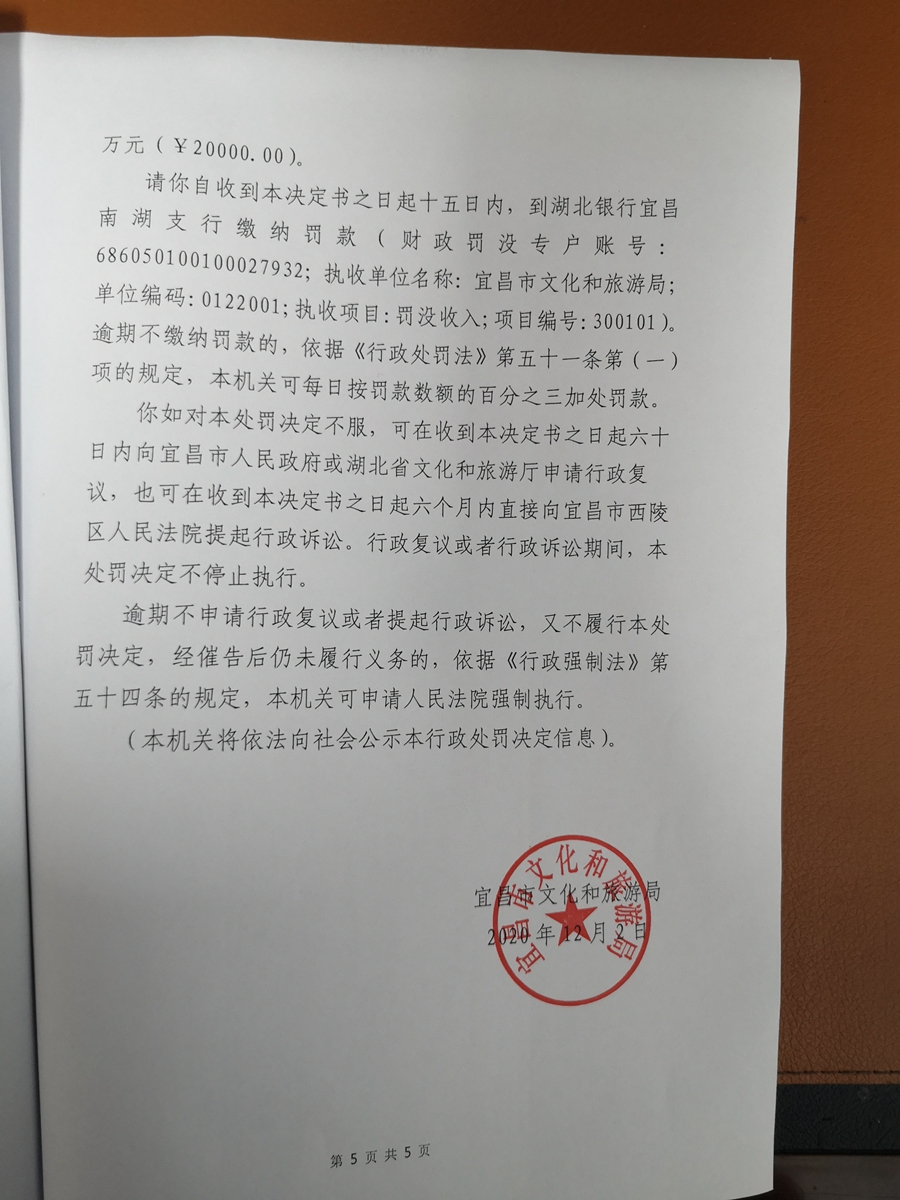 万元（￥20000.00）。
请你自收到本决定书之日起十五日内，到湖北银行宜昌
南湖支行缴纳罚款（财政罚没专户账号：
686050100100027932；执收单位名称：宜昌市文化和旅游局；
单位编码：0122001；执收项目：罚没收入；项目编号：300101）。
逾期不缴纳罚款的，依据《行政处罚法》第五十一条第（一）
项的规定，本机关可每日按罚款数额的百分之三加处罚款。
你如对本处罚决定不服，可在收到本决定书之日起六十
日内向宜昌市人民政府或湖北省文化和旅游厅申请行政复
议，也可在收到本决定书之日起六个月内直接向宜昌市西陵
区人民法院提起行政诉讼。行政复议或者行政诉讼期间，本
处罚决定不停止执行。
逾期不申请行政复议或者提起行政诉讼，又不履行本处
罚决定，经催告后仍未履行义务的，依据《行政强制法》第
五十四条的规定，本机关可申请人民法院强制执行。
（本机关将依法向社会公示本行政处罚决定信息）。
宜昌市文化和旅游局
2020年12月2日
宜昌市文化和旅游局
第 5 页 共 5 页